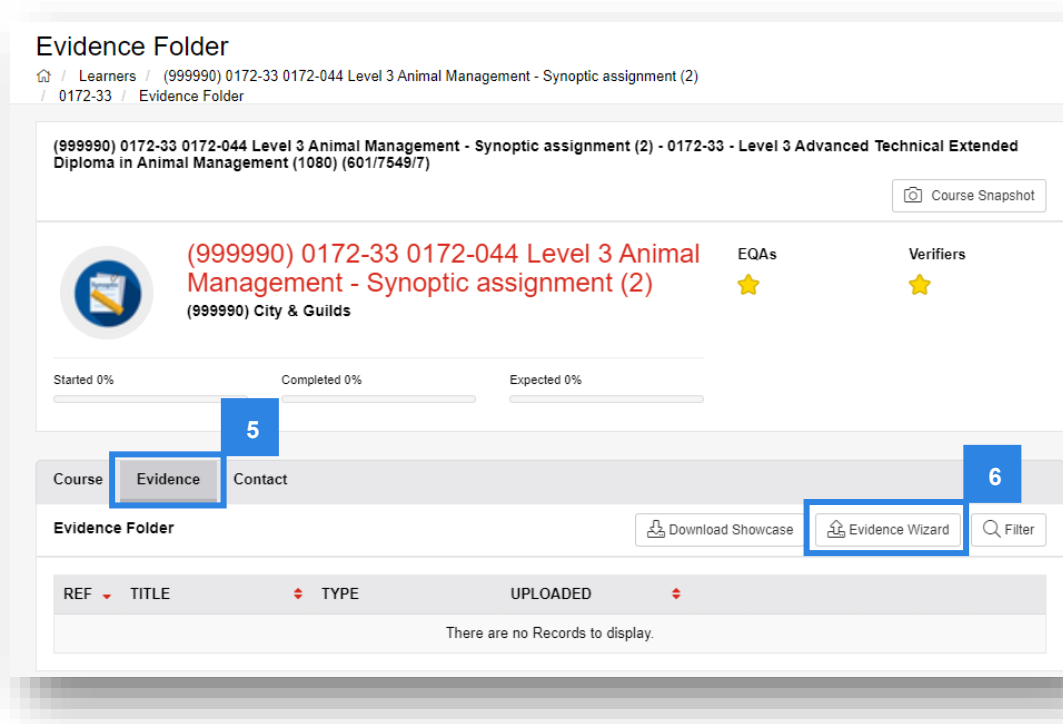 Evidence Folder
/ Learners / (999990) 0172-33 0172-044 Level 3 Animal Management - Synoptic assignment (2)
/ 0172-33 / Evidence Folder
(999990) 0172-33 0172-044 Level 3 Animal Management - Synoptic assignment (2) - 0172-33 - Level 3 Advanced Technical Extended
Diploma in Animal Management (1080) (601/7549/7)
Course Snapshot
(999990) 0172-33 0172-044 Level 3 Animal
Management - Synoptic assignment (2)
(999990) City & Guilds
EQAs
Verifiers
Started 0%
Completed 0%
Expected 0%
5
Course
Evidence
Contact
6
Evidence Folder
Download Showcase
Evidence Wizard
Filter
REF
TITLE
TYPE
UPLOADED
There are no Records to display.